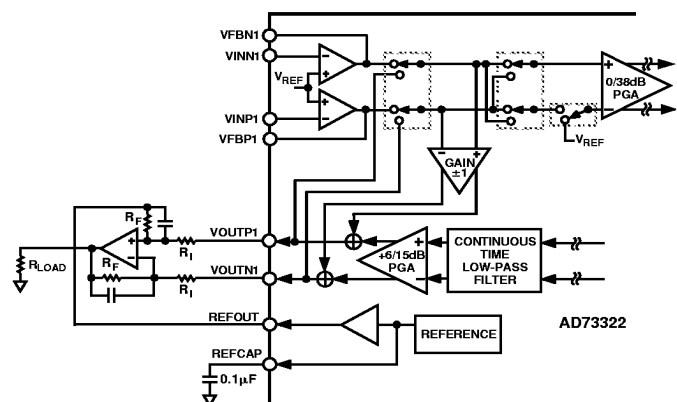 VFBN1
VINN1
VREF
VINP1
VFBP1
0/38dB
PGA
VREF
GAIN
±1
RF
VOUTP1
RI
RLOAD
RF
VOUTN1
RI
+6/15dB
PGA
CONTINUOUS
TIME
LOW-PASS
FILTER
REFOUT
REFERENCE
AD73322
REFCAP
0.1µF